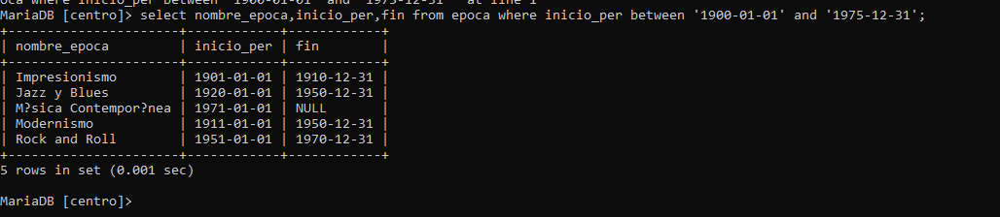 oca where inicio_per between '1900-01-01' and '1975-12-31'' at line 1
MariaDB [centro]> select nombre_epoca,inicio_per,fin from epoca where inicio_per between '1900-01-01' and '1975-12-31';
+----------------------+------------+------------+
| nombre_epoca         | inicio_per | fin        |
+----------------------+------------+------------+
| Impresionismo        | 1901-01-01 | 1910-12-31 |
| Jazz y Blues         | 1920-01-01 | 1950-12-31 |
| M?sica Contempor?nea | 1971-01-01 | NULL       |
| Modernismo           | 1911-01-01 | 1950-12-31 |
| Rock and Roll        | 1951-01-01 | 1970-12-31 |
+----------------------+------------+------------+
5 rows in set (0.001 sec)
MariaDB [centro]>